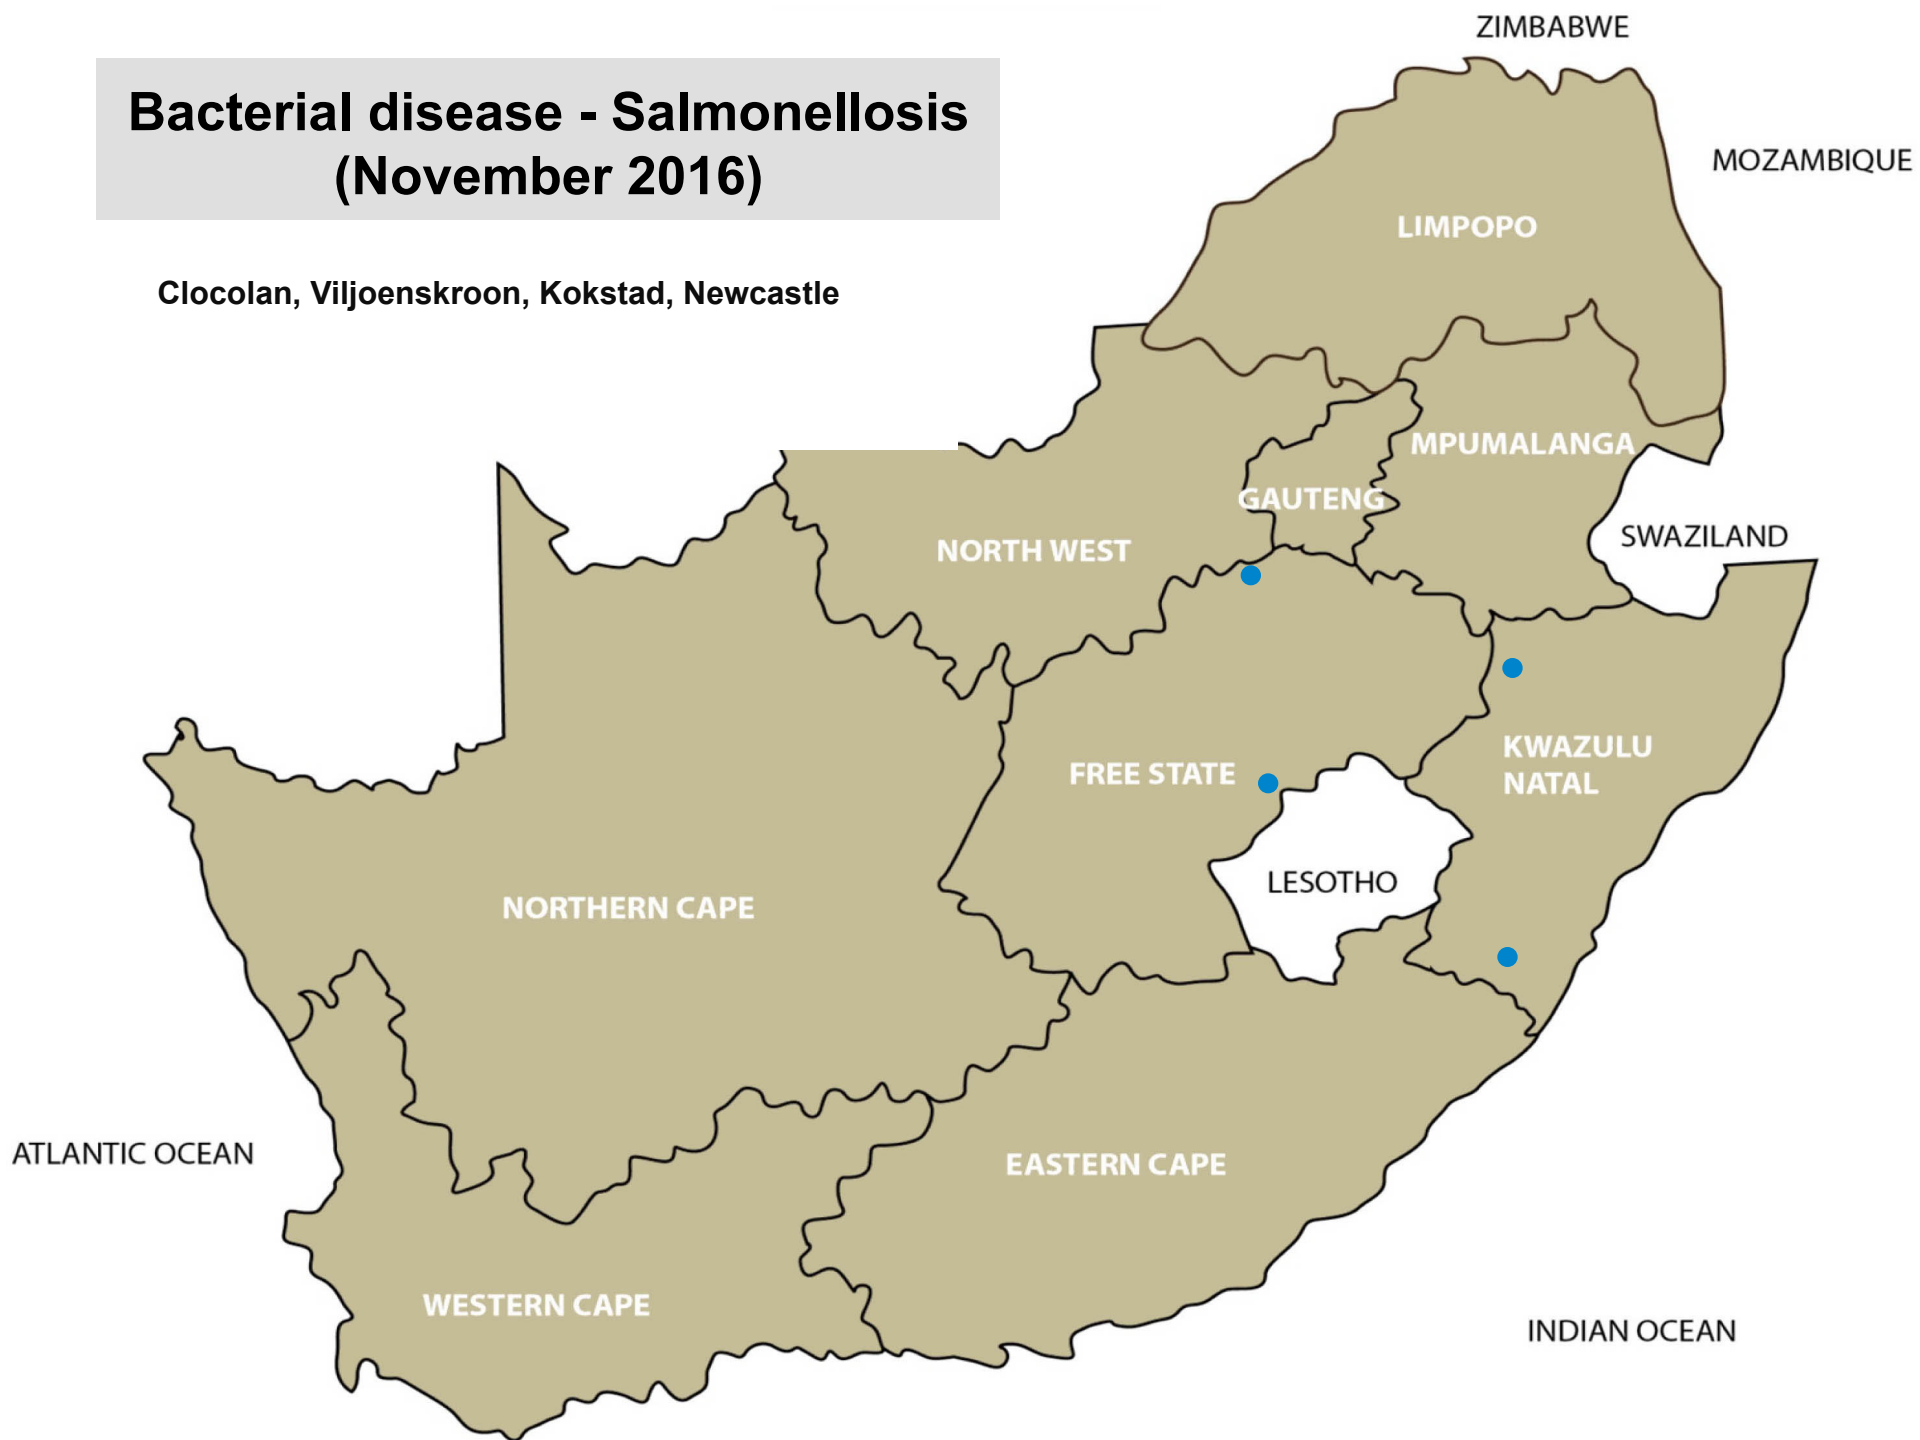 ZIMBABWE
Bacterial disease - Salmonellosis
(November 2016)
MOZAMBIQUE
LIMPOPO
Clocolan, Viljoenskroon, Kokstad, Newcastle
MPUMALANGA
GAUTENG
SWAZILAND
NORTH WEST
KWAZULU
NATAL
FREE STATE
LESOTHO
NORTHERN CAPE
ATLANTIC OCEAN
EASTERN CAPE
WESTERN CAPE
INDIAN OCEAN